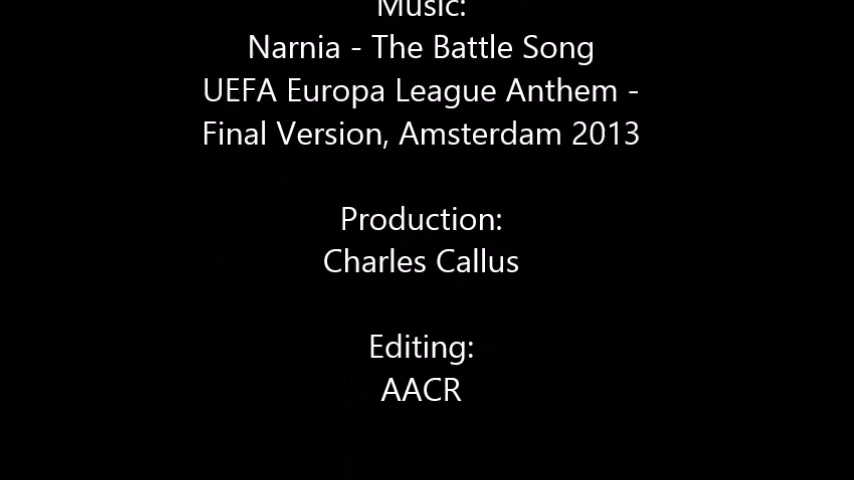 Music:
Narnia - The Battle Song
UEFA Europa League Anthem -
Final Version, Amsterdam 2013
Production:
Charles Callus
Editing:
AACR